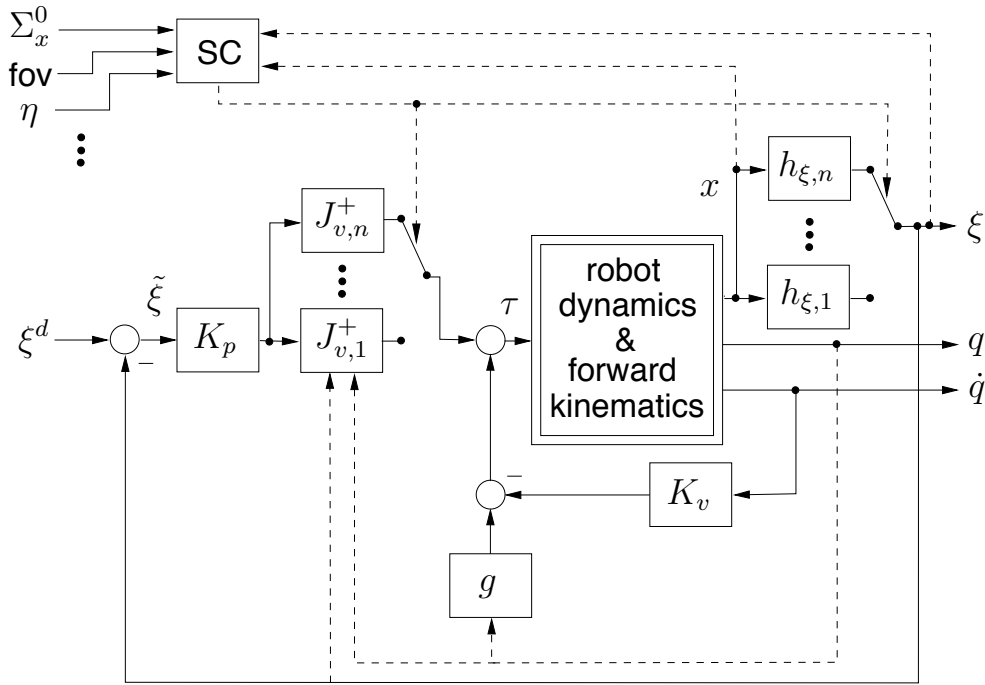 Σ_x^0
SC
fov
η
x
h_{ξ,n}
J_{v,n}^+
ξ
h_{ξ,1}
ξ^d
ξ̃
−
K_p
J_{v,1}^+
τ
robot
dynamics
&
forward
kinematics
q
q̇
−
K_v
g